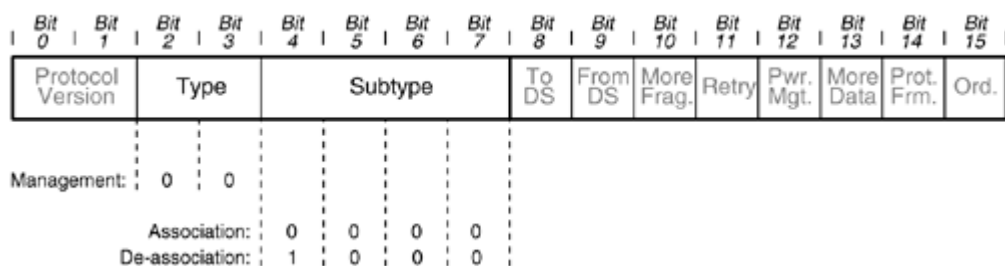 Bit 0 Bit 1 Bit 2 Bit 3 Bit 4 Bit 5 Bit 6 Bit 7 Bit 8 Bit 9 Bit 10 Bit 11 Bit 12 Bit 13 Bit 14 Bit 15
Protocol Version Type Subtype To DS From DS More Frag. Retry Pwr. Mgt. More Data Prot. Frm. Ord.
Management: 0 0
Association: 0 0 0 0
De-association: 1 0 0 0